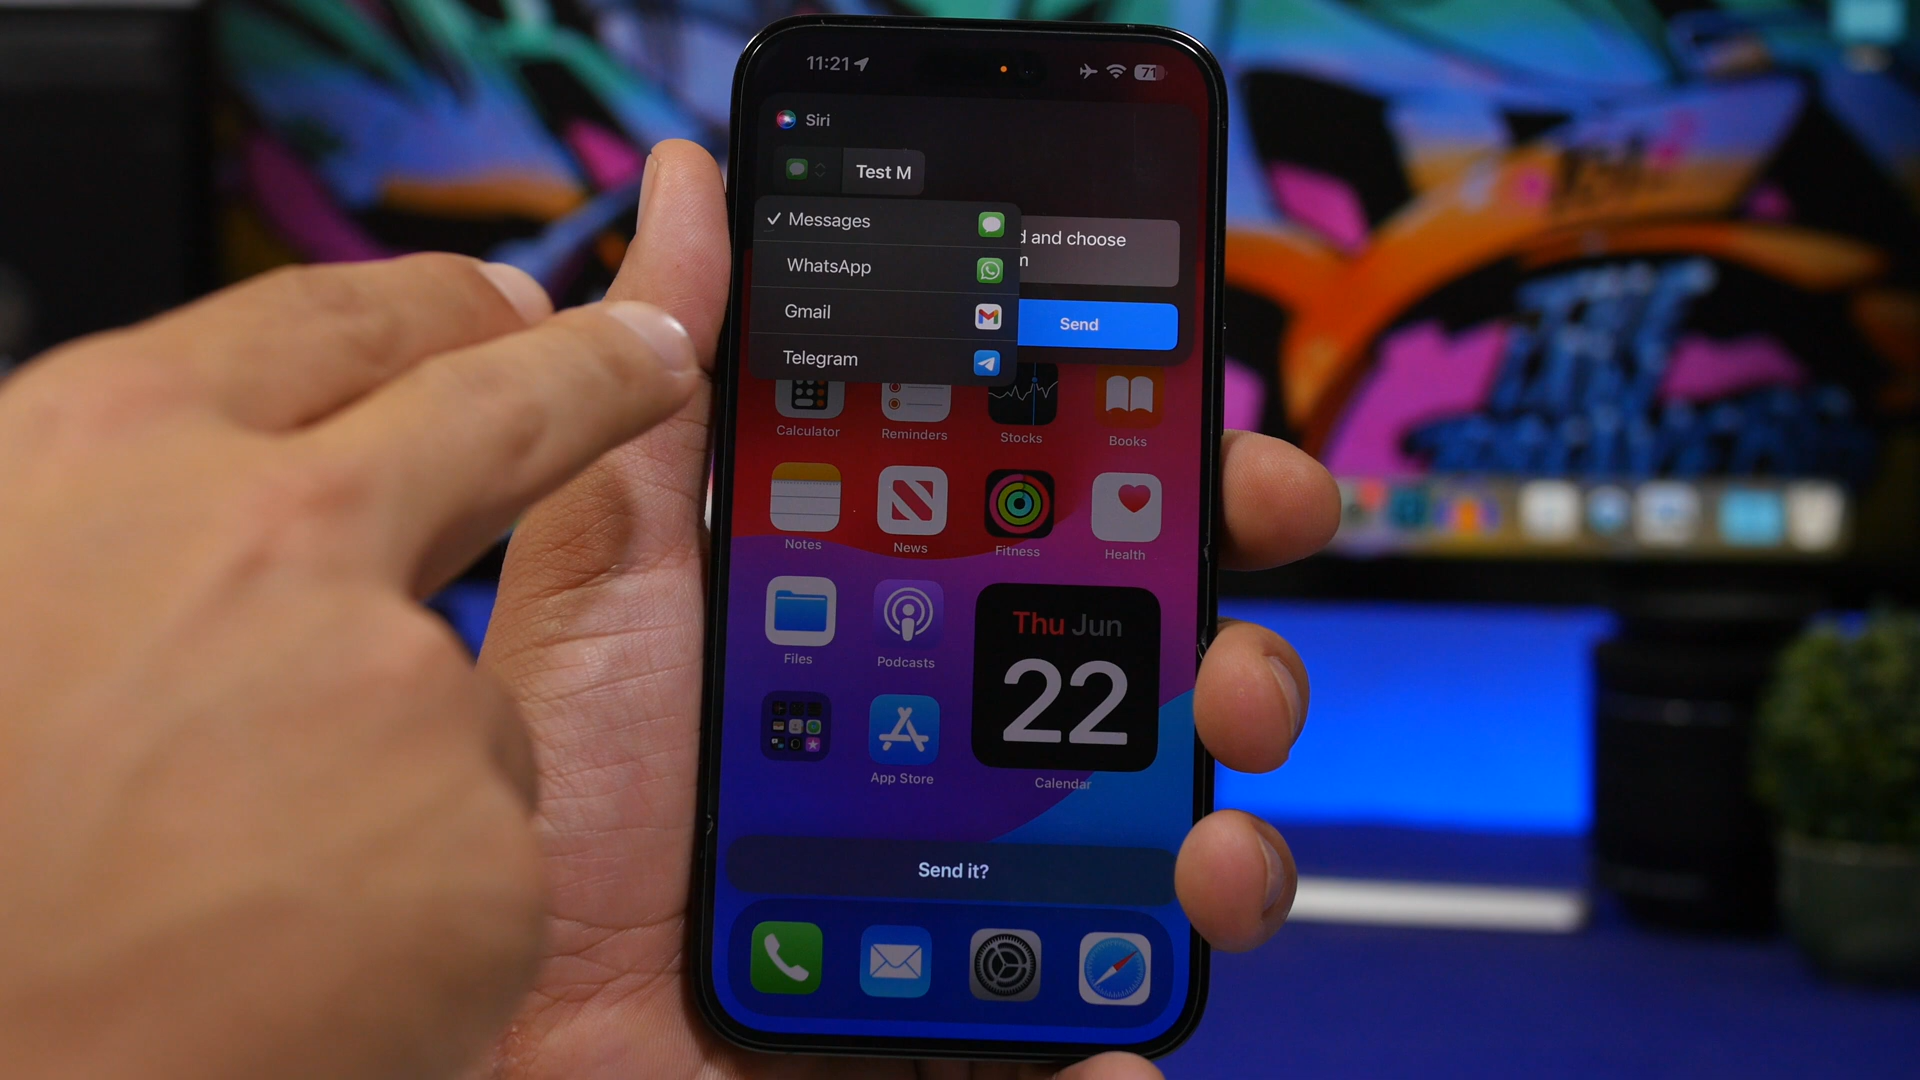 11:21
71
Siri
Test M
Messages
d and choose
m
WhatsApp
Gmail
Send
Telegram
Calculator
Reminders
Stocks
Books
Notes
News
Fitness
Health
Files
Podcasts
Thu Jun
22
App Store
Calendar
Send it?